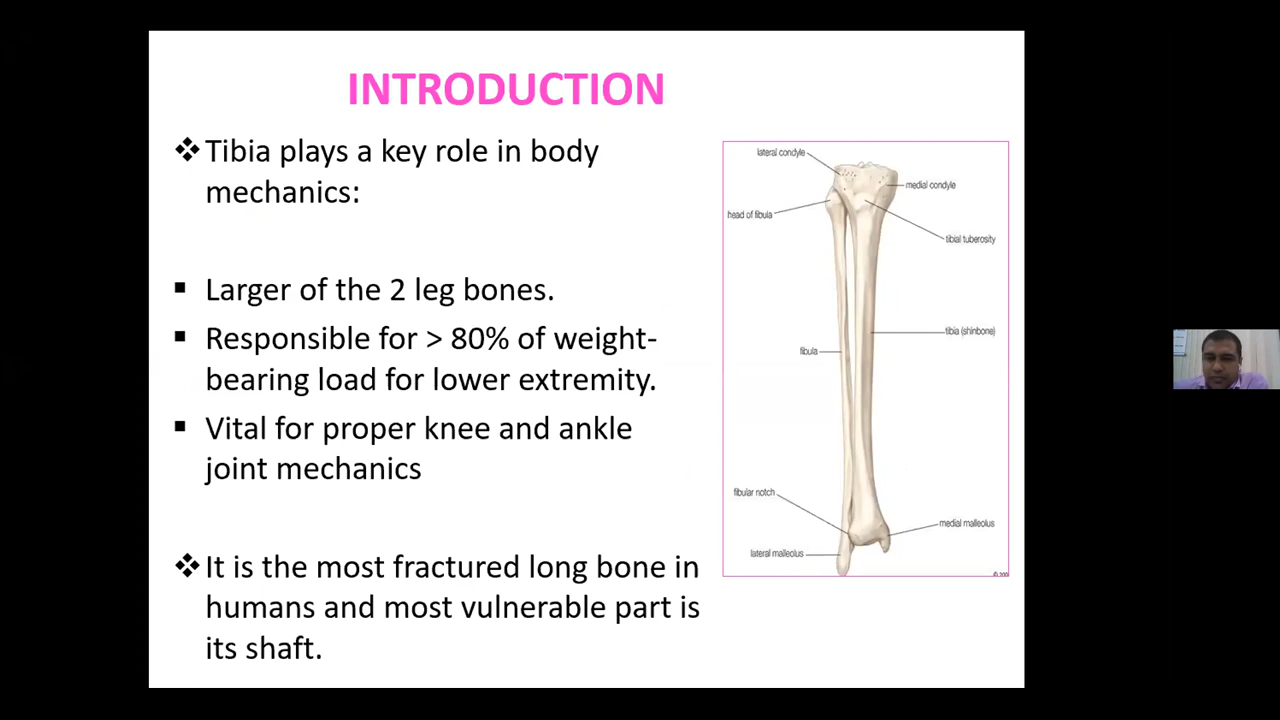 INTRODUCTION
❖Tibia plays a key role in body
mechanics:
▪ Larger of the 2 leg bones.
▪ Responsible for > 80% of weight-
bearing load for lower extremity.
▪ Vital for proper knee and ankle
joint mechanics
❖It is the most fractured long bone in
humans and most vulnerable part is
its shaft.
lateral condyle
medial condyle
head of fibula
tibial tuberosity
tibia (shinbone)
fibula
fibular notch
medial malleolus
lateral malleolus